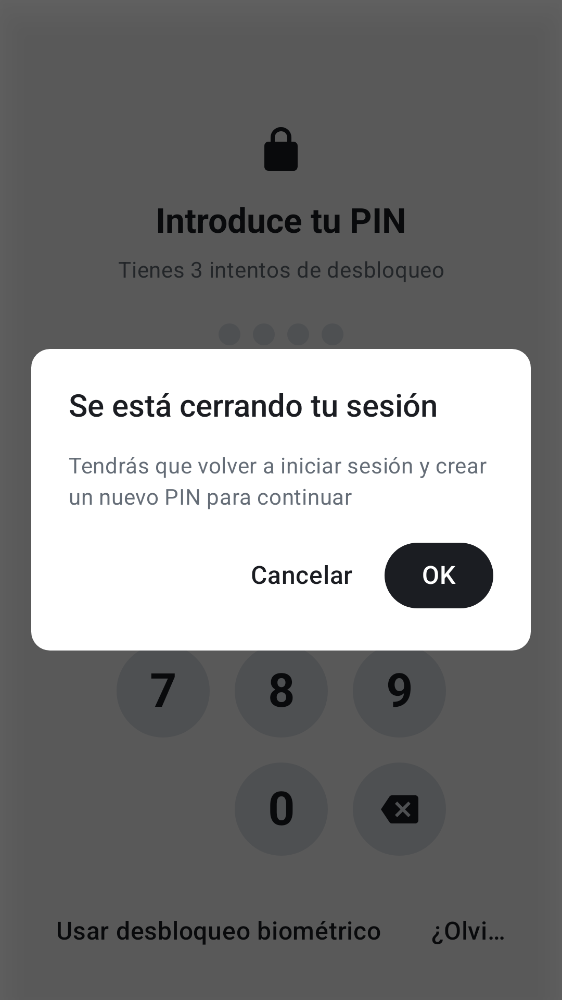 Introduce tu PIN
Tienes 3 intentos de desbloqueo
Se está cerrando tu sesión
Tendrás que volver a iniciar sesión y crear
un nuevo PIN para continuar
Cancelar OK
7 8 9
0
Usar desbloqueo biométrico ¿Olvi...